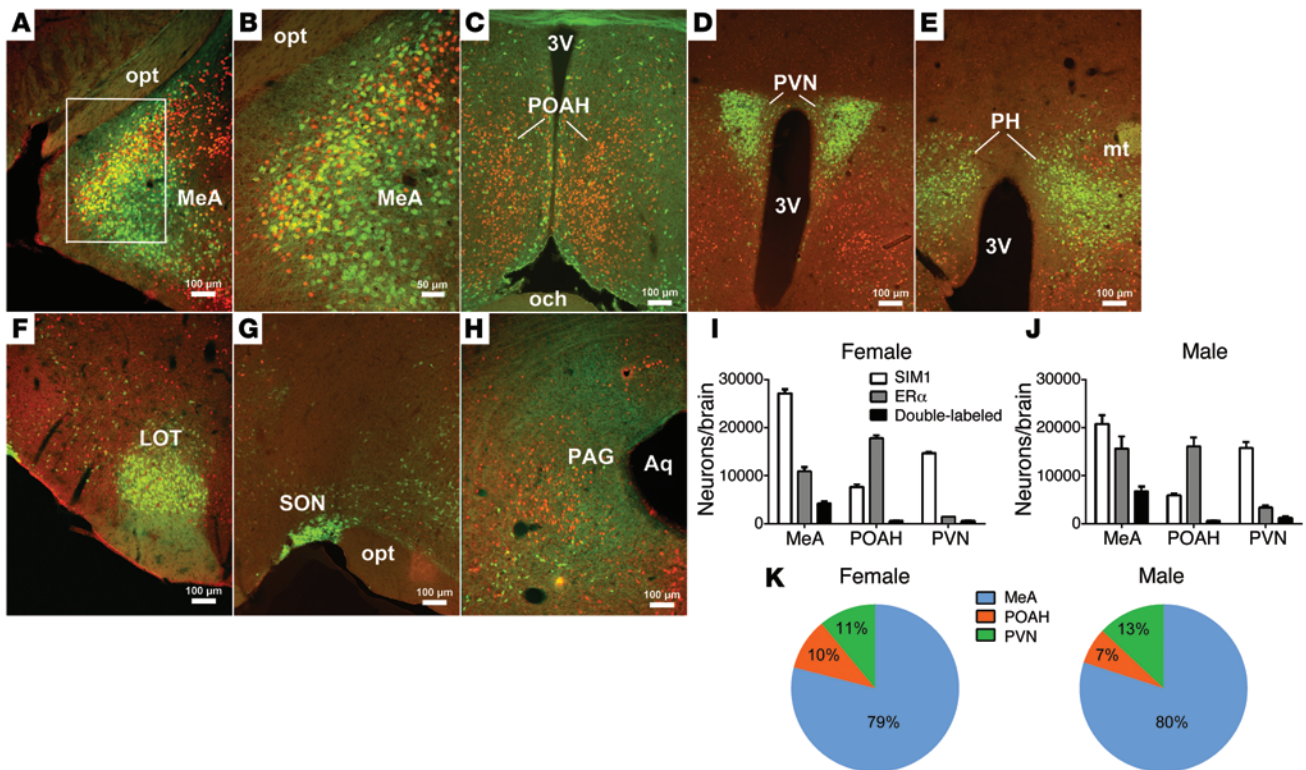 A
opt
MeA
100 µm
B
opt
MeA
50 µm
C
3V
POAH
och
100 µm
D
PVN
3V
100 µm
E
PH
mt
3V
100 µm
F
LOT
100 µm
G
SON
opt
100 µm
H
PAG
Aq
100 µm
I
Female
SIM1
ERα
Double-labeled
Neurons/brain
30000
20000
10000
0
MeA POAH PVN
J
Male
Neurons/brain
30000
20000
10000
0
MeA POAH PVN
K
Female
11%
10%
79%
MeA
POAH
PVN
Male
13%
7%
80%